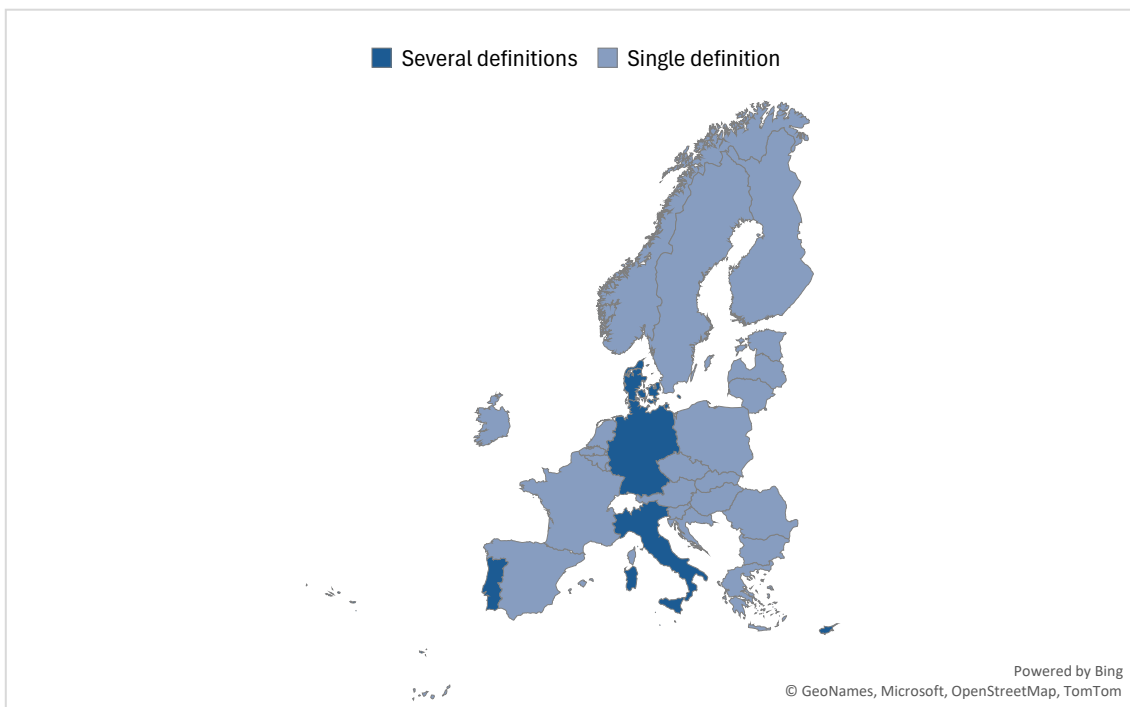 Several definitions Single definition
Powered by Bing
© GeoNames, Microsoft, OpenStreetMap, TomTom